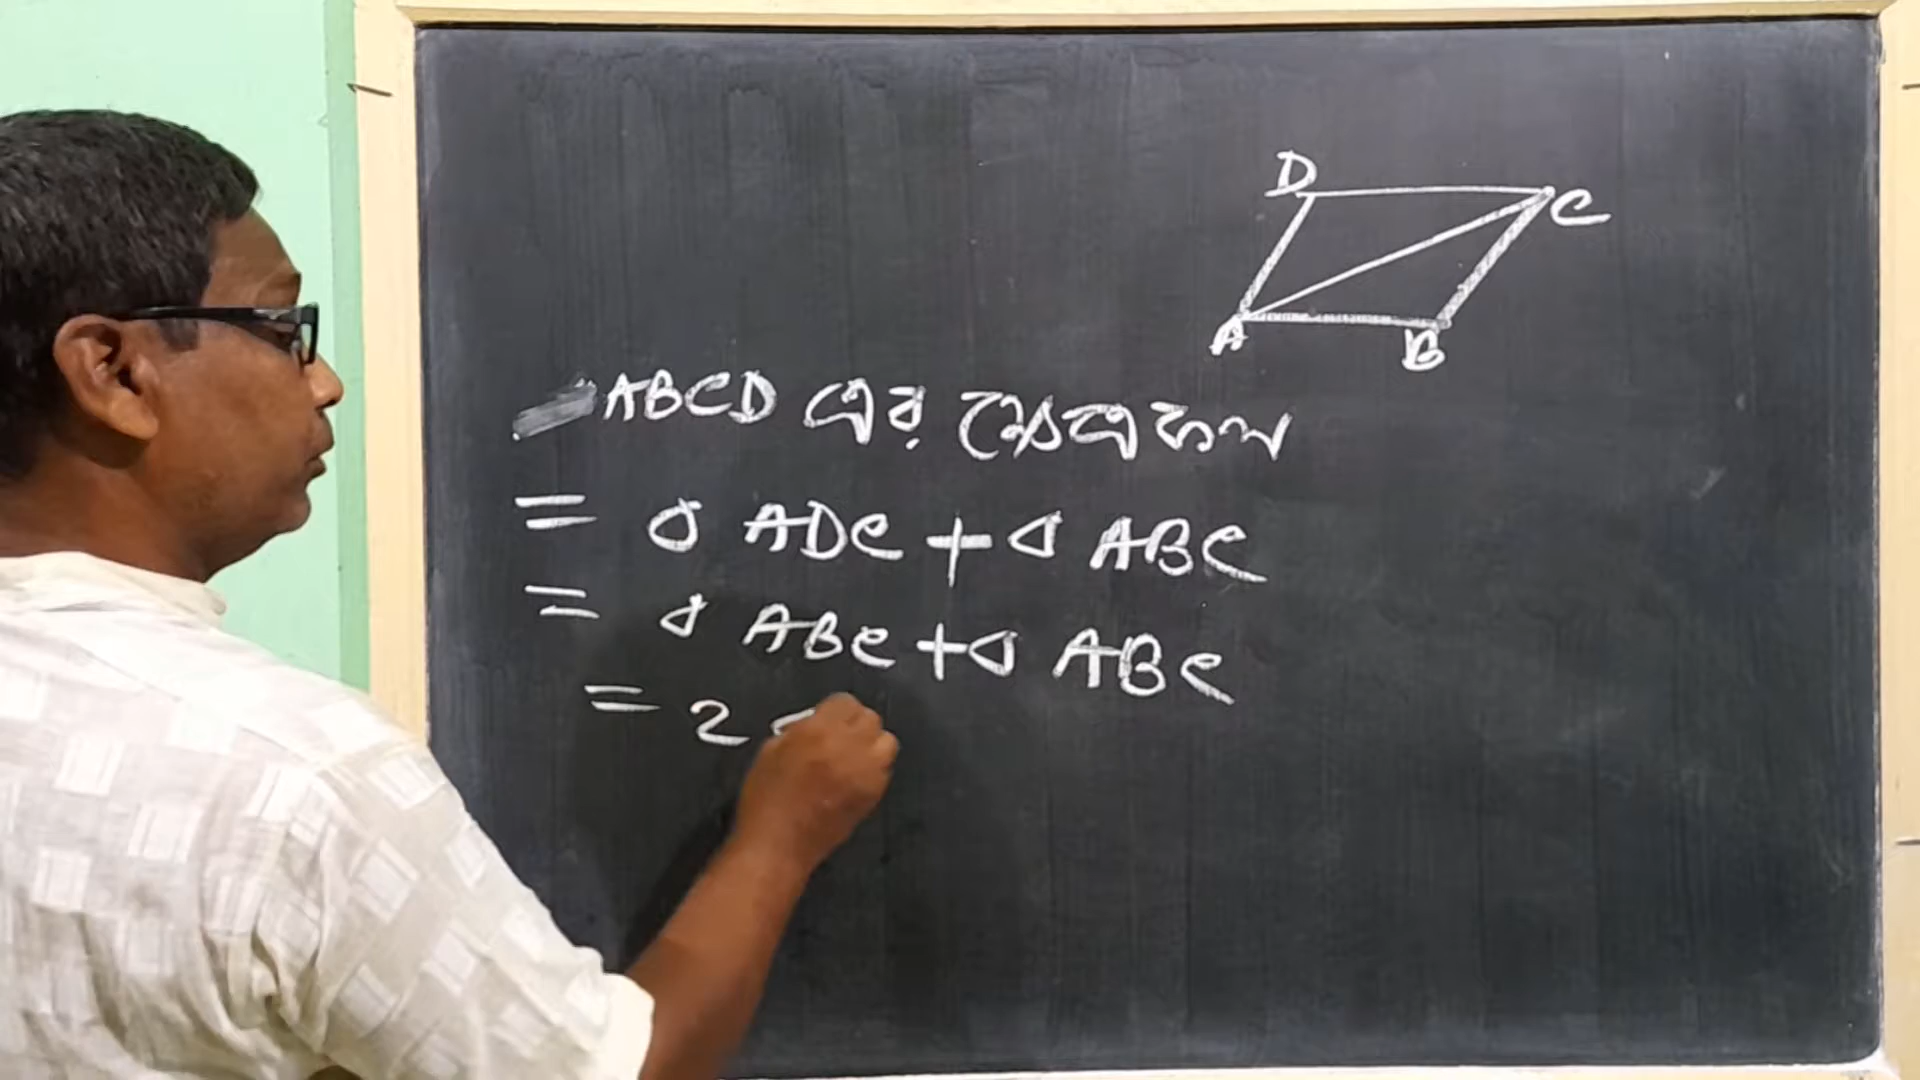 D
C
A
B
ABCD এর ক্ষেত্রফল
= Δ ADC + Δ ABC
= Δ ABC + Δ ABC
= 2